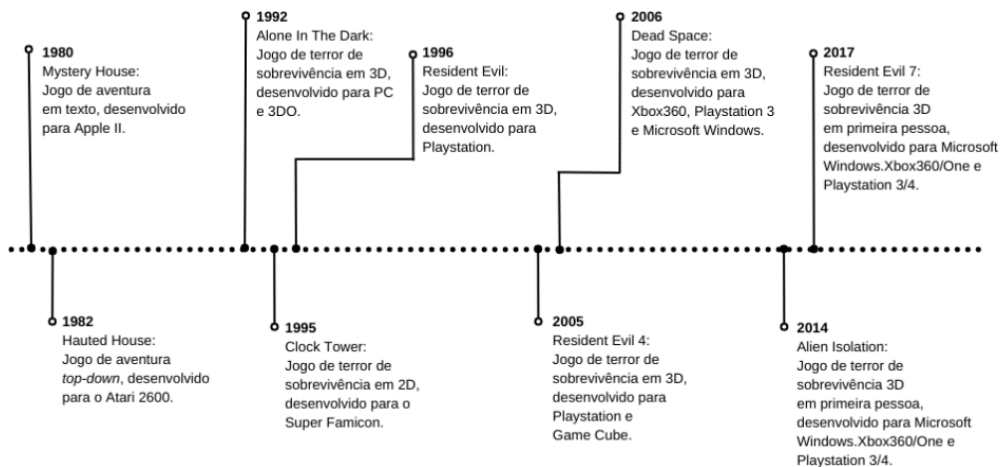 1980
Mystery House:
Jogo de aventura
em texto, desenvolvido
para Apple II.
1982
Hauted House:
Jogo de aventura
top-down, desenvolvido
para o Atari 2600.
1992
Alone In The Dark:
Jogo de terror de
sobrevivência em 3D,
desenvolvido para PC
e 3DO.
1995
Clock Tower:
Jogo de terror de
sobrevivência em 2D,
desenvolvido para o
Super Famicon.
1996
Resident Evil:
Jogo de terror de
sobrevivência em 3D,
desenvolvido para
Playstation.
2005
Resident Evil 4:
Jogo de terror de
sobrevivência em 3D,
desenvolvido para
Playstation e
Game Cube.
2006
Dead Space:
Jogo de terror de
sobrevivência em 3D,
desenvolvido para
Xbox360, Playstation 3
e Microsoft Windows.
2014
Alien Isolation:
Jogo de terror de
sobrevivência 3D
em primeira pessoa,
desenvolvido para Microsoft
Windows.Xbox360/One e
Playstation 3/4.
2017
Resident Evil 7:
Jogo de terror de
sobrevivência 3D
em primeira pessoa,
desenvolvido para Microsoft
Windows.Xbox360/One e
Playstation 3/4.